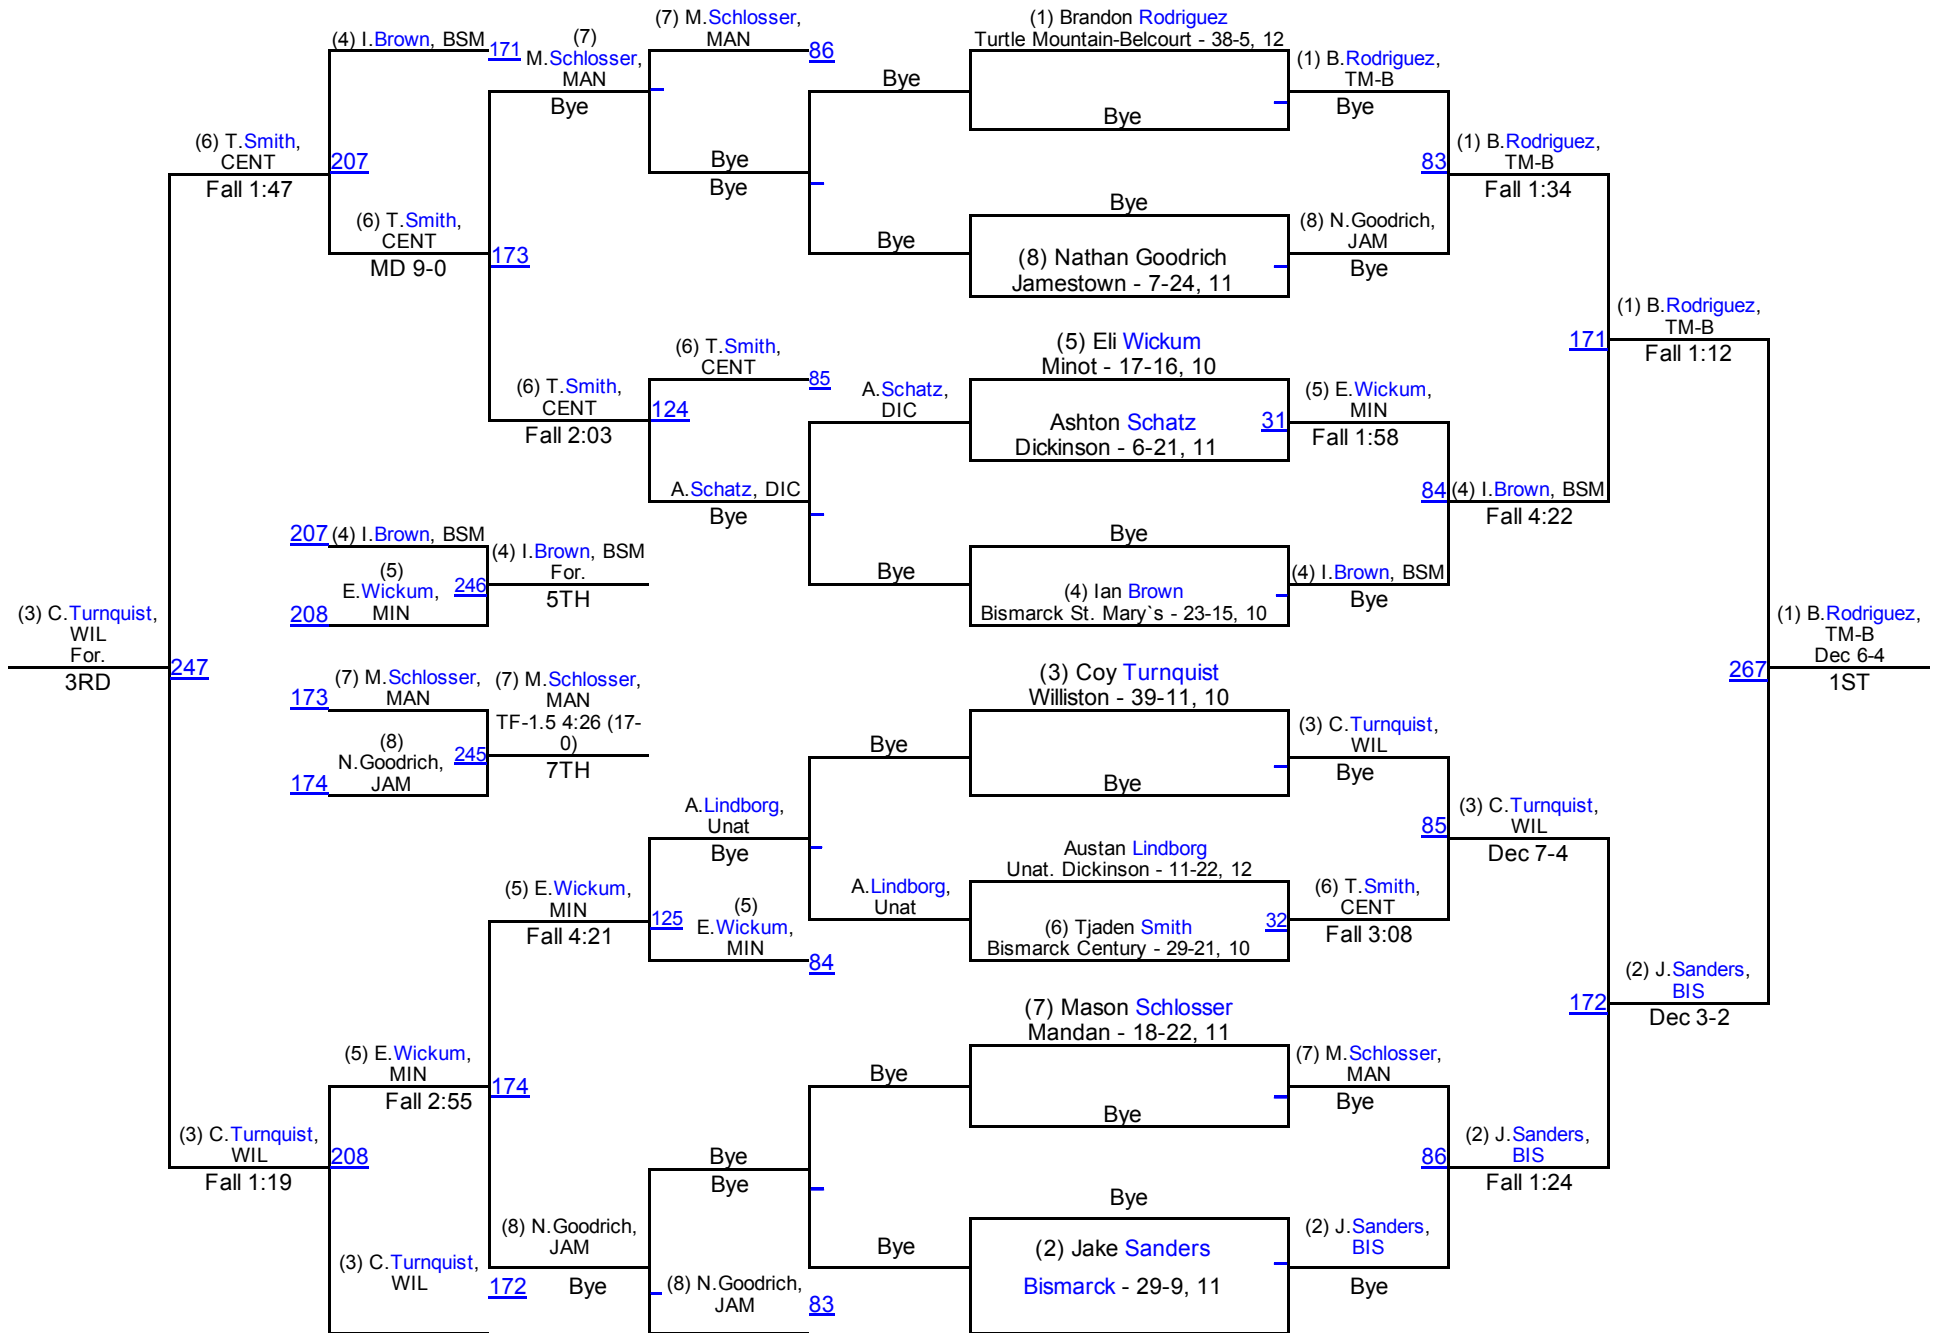 (4) I.Brown, BSM
171
(7)
M.Schlosser,
MAN
Bye
(7) M.Schlosser,
MAN
86
Bye
(1) Brandon Rodriguez
Turtle Mountain-Belcourt - 38-5, 12
Bye
(1) B.Rodriguez,
TM-B
Bye
(6) T.Smith,
CENT
Fall 1:47
207
Bye
Bye
83
(1) B.Rodriguez,
TM-B
Fall 1:34
(6) T.Smith,
CENT
MD 9-0
173
Bye
Bye
(8) Nathan Goodrich
Jamestown - 7-24, 11
(8) N.Goodrich,
JAM
Bye
(1) B.Rodriguez,
TM-B
Fall 1:12
171
(6) T.Smith,
CENT
85
(5) Eli Wickum
Minot - 17-16, 10
(6) T.Smith,
CENT
Fall 2:03
124
A.Schatz,
DIC
Ashton Schatz
Dickinson - 6-21, 11
31
(5) E.Wickum,
MIN
Fall 1:58
A.Schatz, DIC
Bye
84
(4) I.Brown, BSM
Fall 4:22
207
(4) I.Brown, BSM
(5)
E.Wickum,
MIN
208
246
(4) I.Brown, BSM
For.
5TH
Bye
Bye
(4) Ian Brown
Bismarck St. Mary`s - 23-15, 10
(4) I.Brown, BSM
Bye
(3) C.Turnquist,
WIL
For.
3RD
247
(1) B.Rodriguez,
TM-B
Dec 6-4
1ST
267
173
(7) M.Schlosser,
MAN
(8)
N.Goodrich,
JAM
174
245
(7) M.Schlosser,
MAN
TF-1.5 4:26 (17-
0)
7TH
(3) Coy Turnquist
Williston - 39-11, 10
Bye
Bye
(3) C.Turnquist,
WIL
Bye
A.Lindborg,
Unat
Bye
85
(3) C.Turnquist,
WIL
Dec 7-4
Austan Lindborg
Unat. Dickinson - 11-22, 12
(5) E.Wickum,
MIN
Fall 4:21
125
(5)
E.Wickum,
MIN
84
A.Lindborg,
Unat
(6) Tjaden Smith
Bismarck Century - 29-21, 10
32
(6) T.Smith,
CENT
Fall 3:08
172
(2) J.Sanders,
BIS
Dec 3-2
(7) Mason Schlosser
Mandan - 18-22, 11
(5) E.Wickum,
MIN
Fall 2:55
174
Bye
Bye
(7) M.Schlosser,
MAN
Bye
(3) C.Turnquist,
WIL
Fall 1:19
208
Bye
Bye
86
(2) J.Sanders,
BIS
Fall 1:24
(3) C.Turnquist,
WIL
172
(8) N.Goodrich,
JAM
Bye
(8) N.Goodrich,
JAM
83
Bye
Bye
(2) Jake Sanders
Bismarck - 29-9, 11
(2) J.Sanders,
BIS
Bye